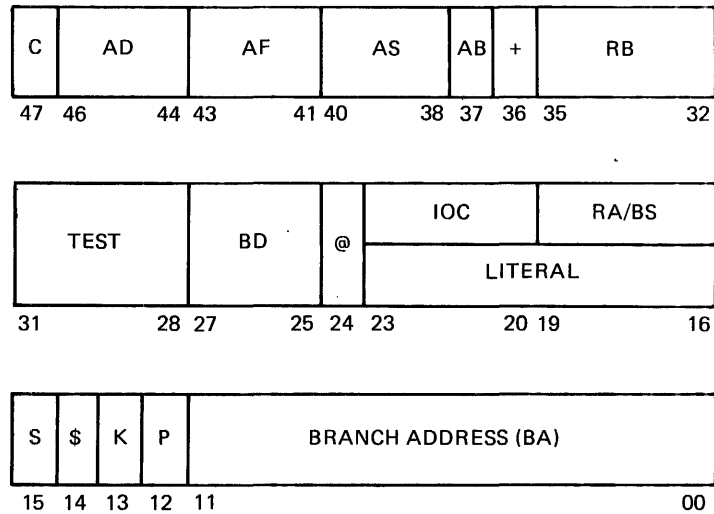 C AD AF AS AB + RB
47 46 44 43 41 40 38 37 36 35 32
TEST BD @ IOC RA/BS
LITERAL
31 28 27 25 24 23 20 19 16
S $ K P BRANCH ADDRESS (BA)
15 14 13 12 11 00